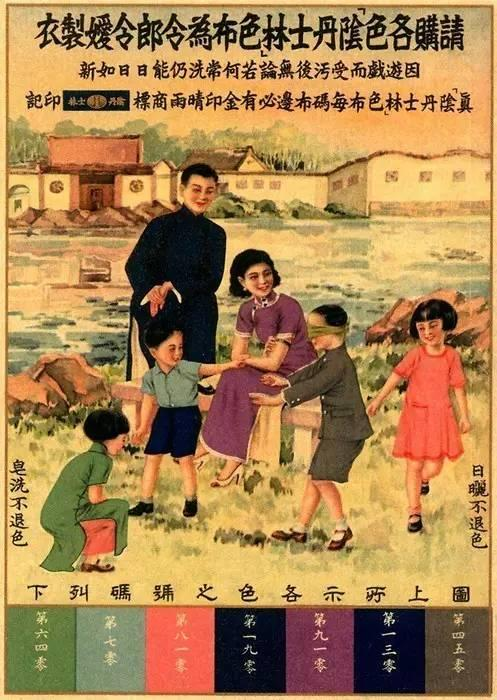 請購各色「陰丹士林」色布為令郎令嬡製衣
因遊戲而受汚後無論若何常洗仍能日日如新
真「陰丹士林」色布每碼布邊必有金印晴雨商標 陰丹士林 印記
日曬不退色
皂洗不退色
圖上所示各色之號碼列下
第四五零
第一三零
第九一零
第一九零
第八一零
第七零
第六四零